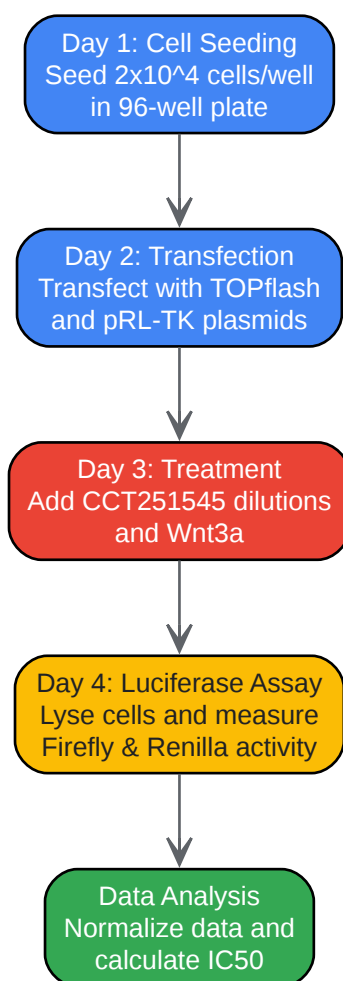 Day 1: Cell Seeding
Seed 2x10^4 cells/well
in 96-well plate
Day 2: Transfection
Transfect with TOPflash
and pRL-TK plasmids
Day 3: Treatment
Add CCT251545 dilutions
and Wnt3a
Day 4: Luciferase Assay
Lyse cells and measure
Firefly & Renilla activity
Data Analysis
Normalize data and
calculate IC50